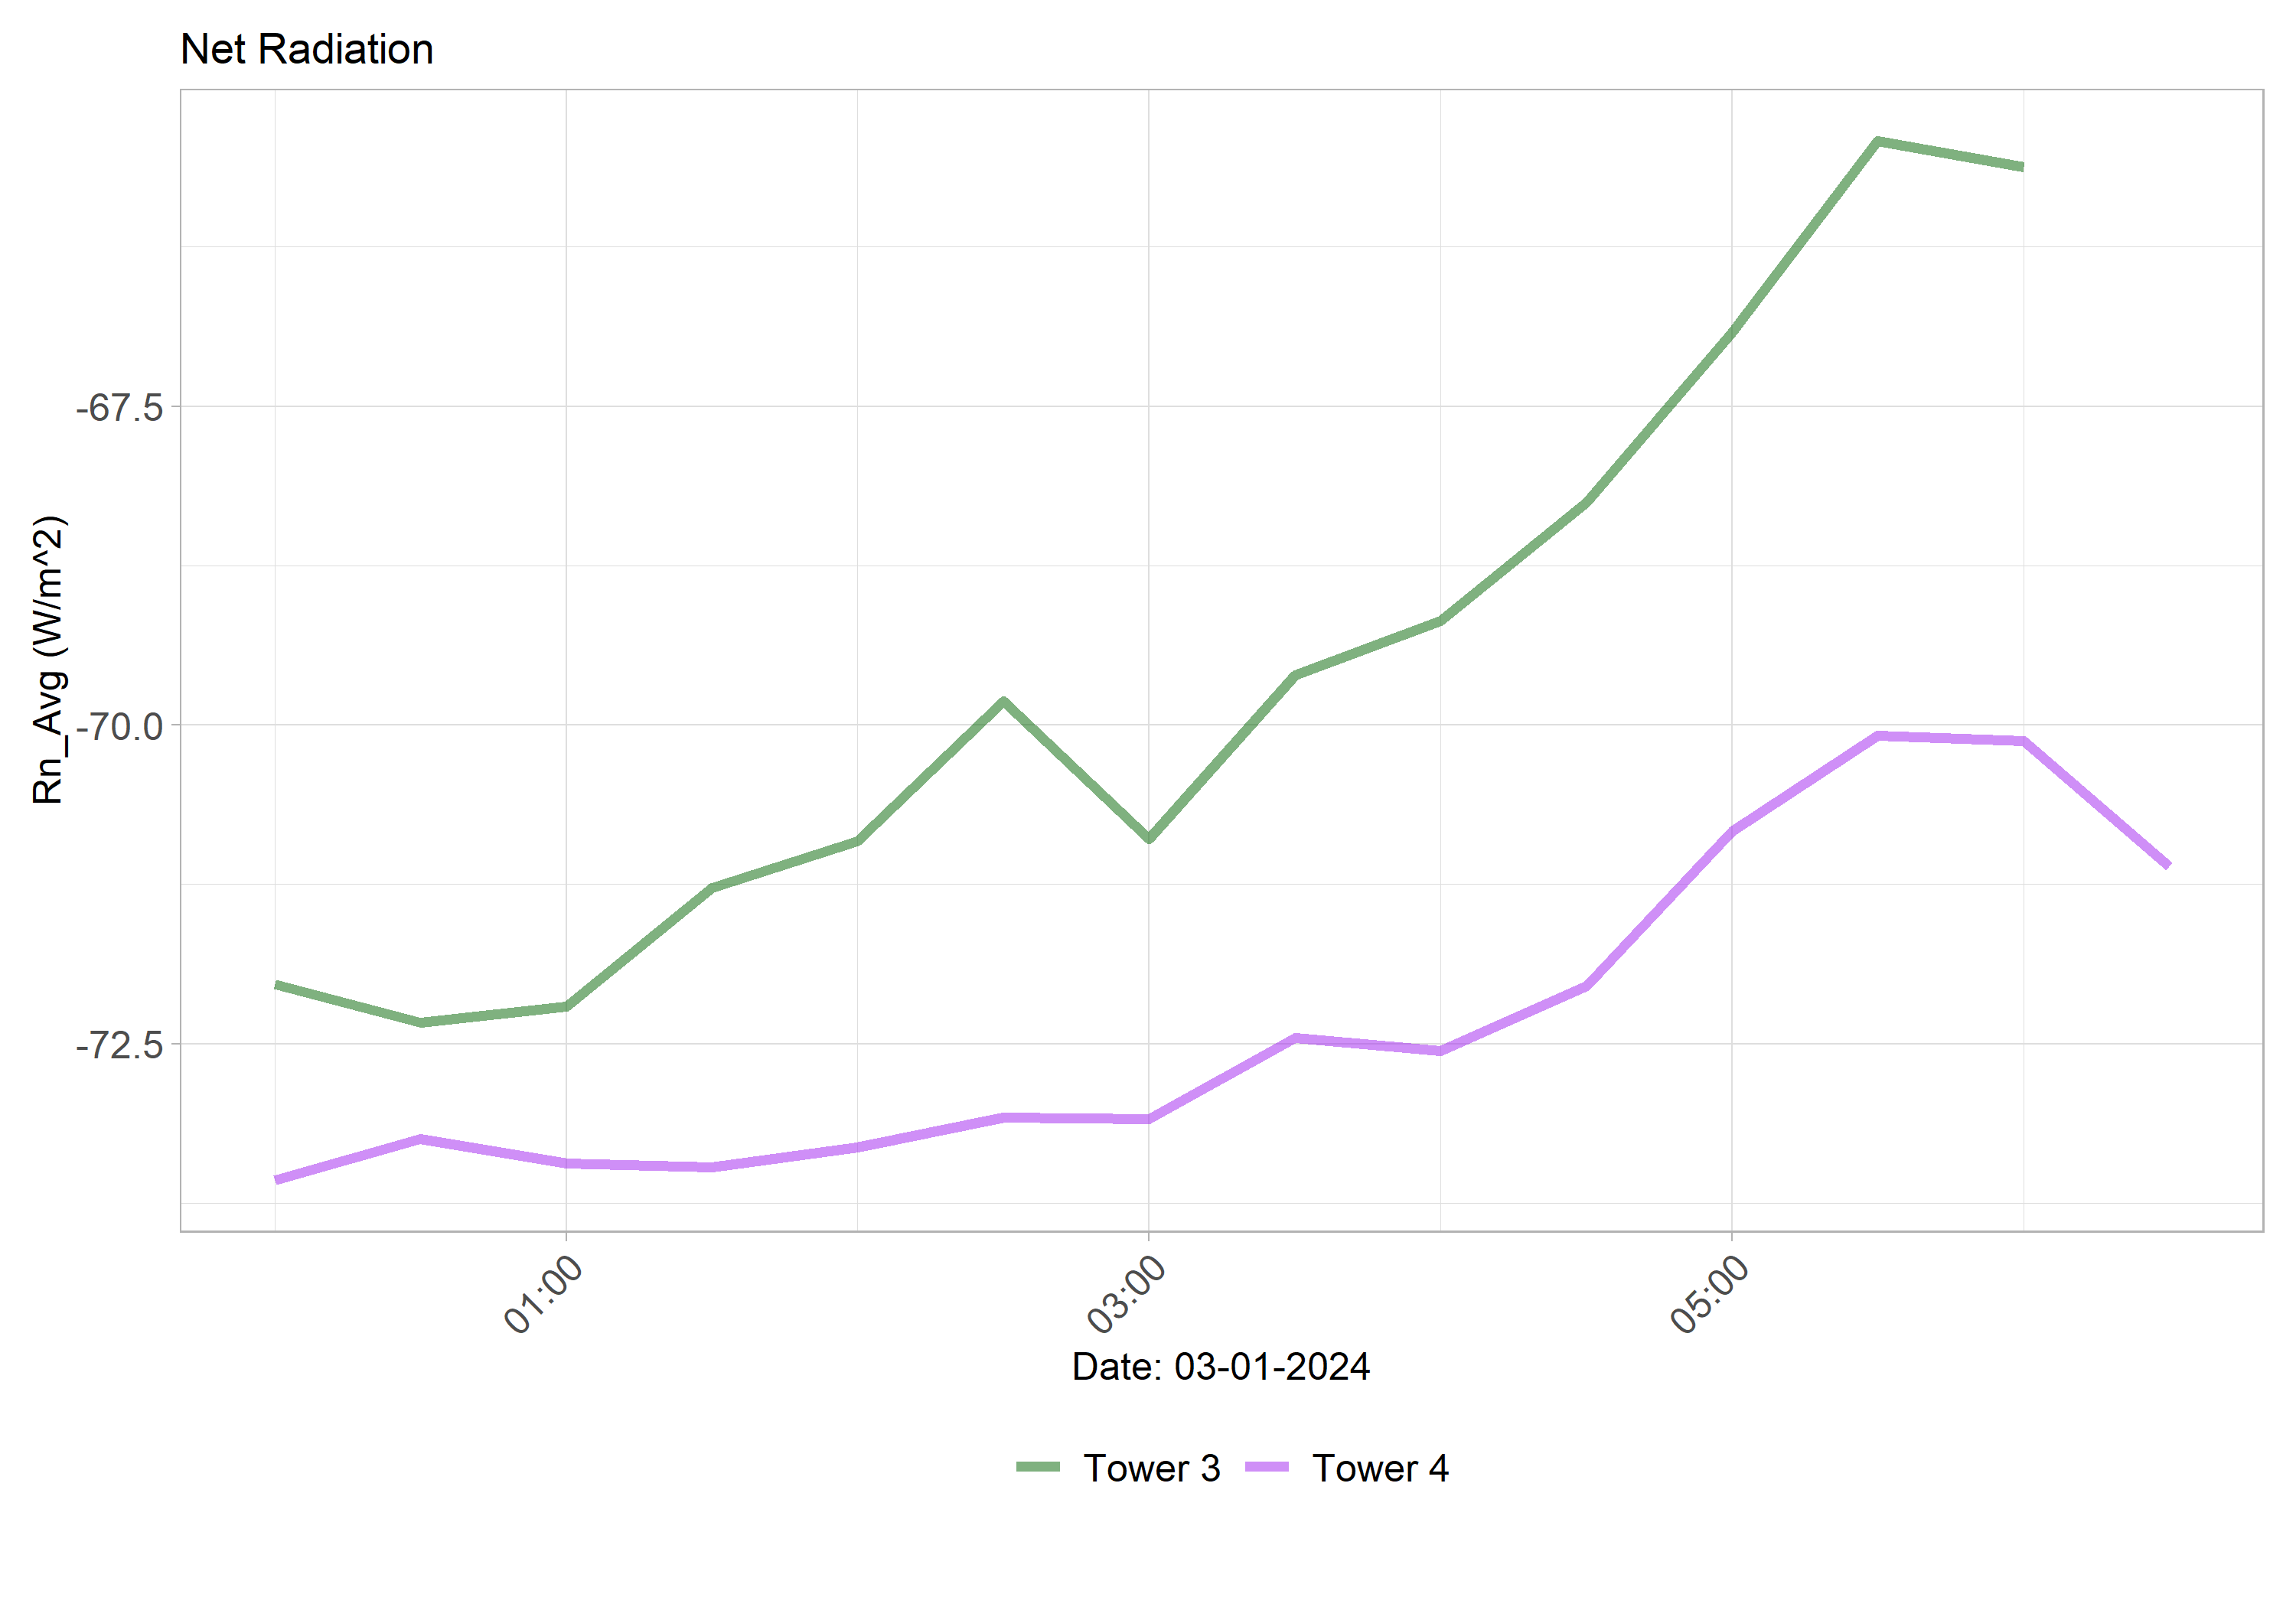 Net Radiation
Rn_Avg (W/m^2)
-67.5
-70.0
-72.5
01:00
03:00
05:00
Date: 03-01-2024
Tower 3
Tower 4